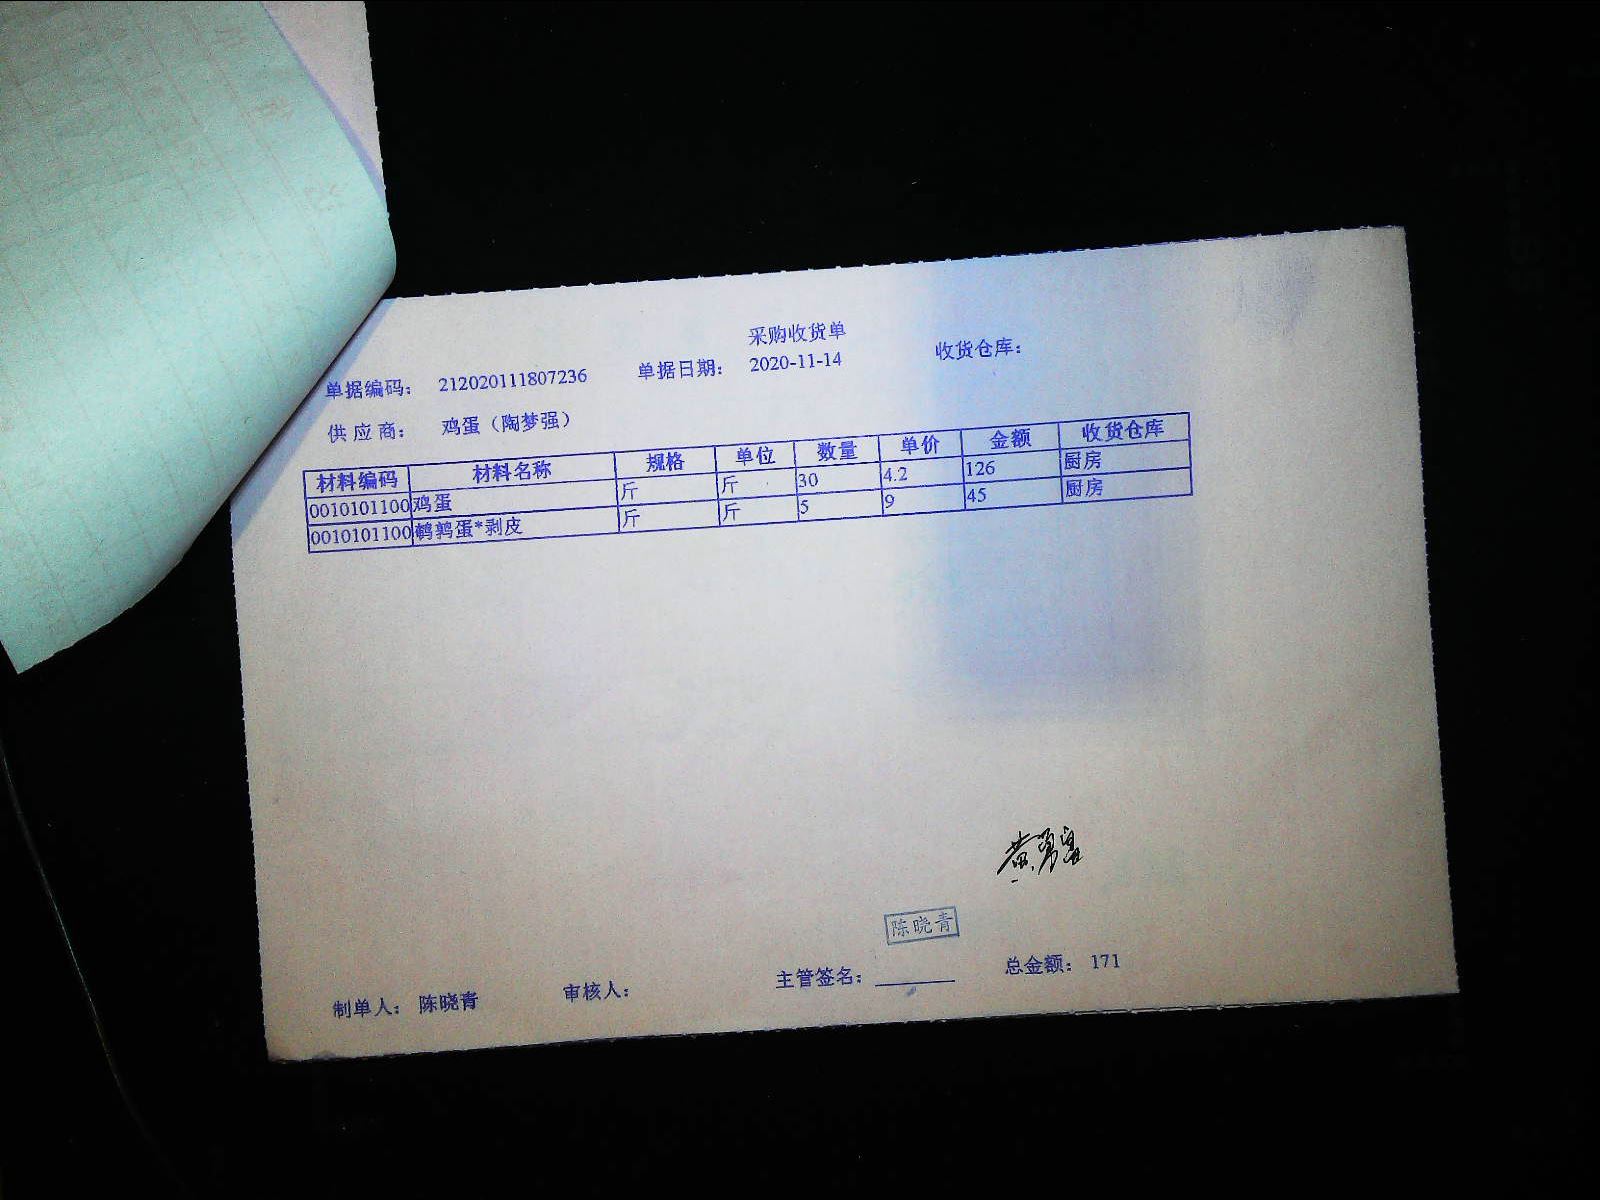 采购收货单
单据编码： 212020111807236 单据日期： 2020-11-14 收货仓库：
供应商： 鸡蛋（陶梦强）
材料编码 材料名称 规格 单位 数量 单价 金额 收货仓库
0010101100 鸡蛋 斤 斤 30 4.2 126 厨房
0010101100 鹌鹑蛋*剥皮 斤 斤 5 9 45 厨房
陈晓青
制单人： 陈晓青 审核人： 主管签名： 总金额： 171